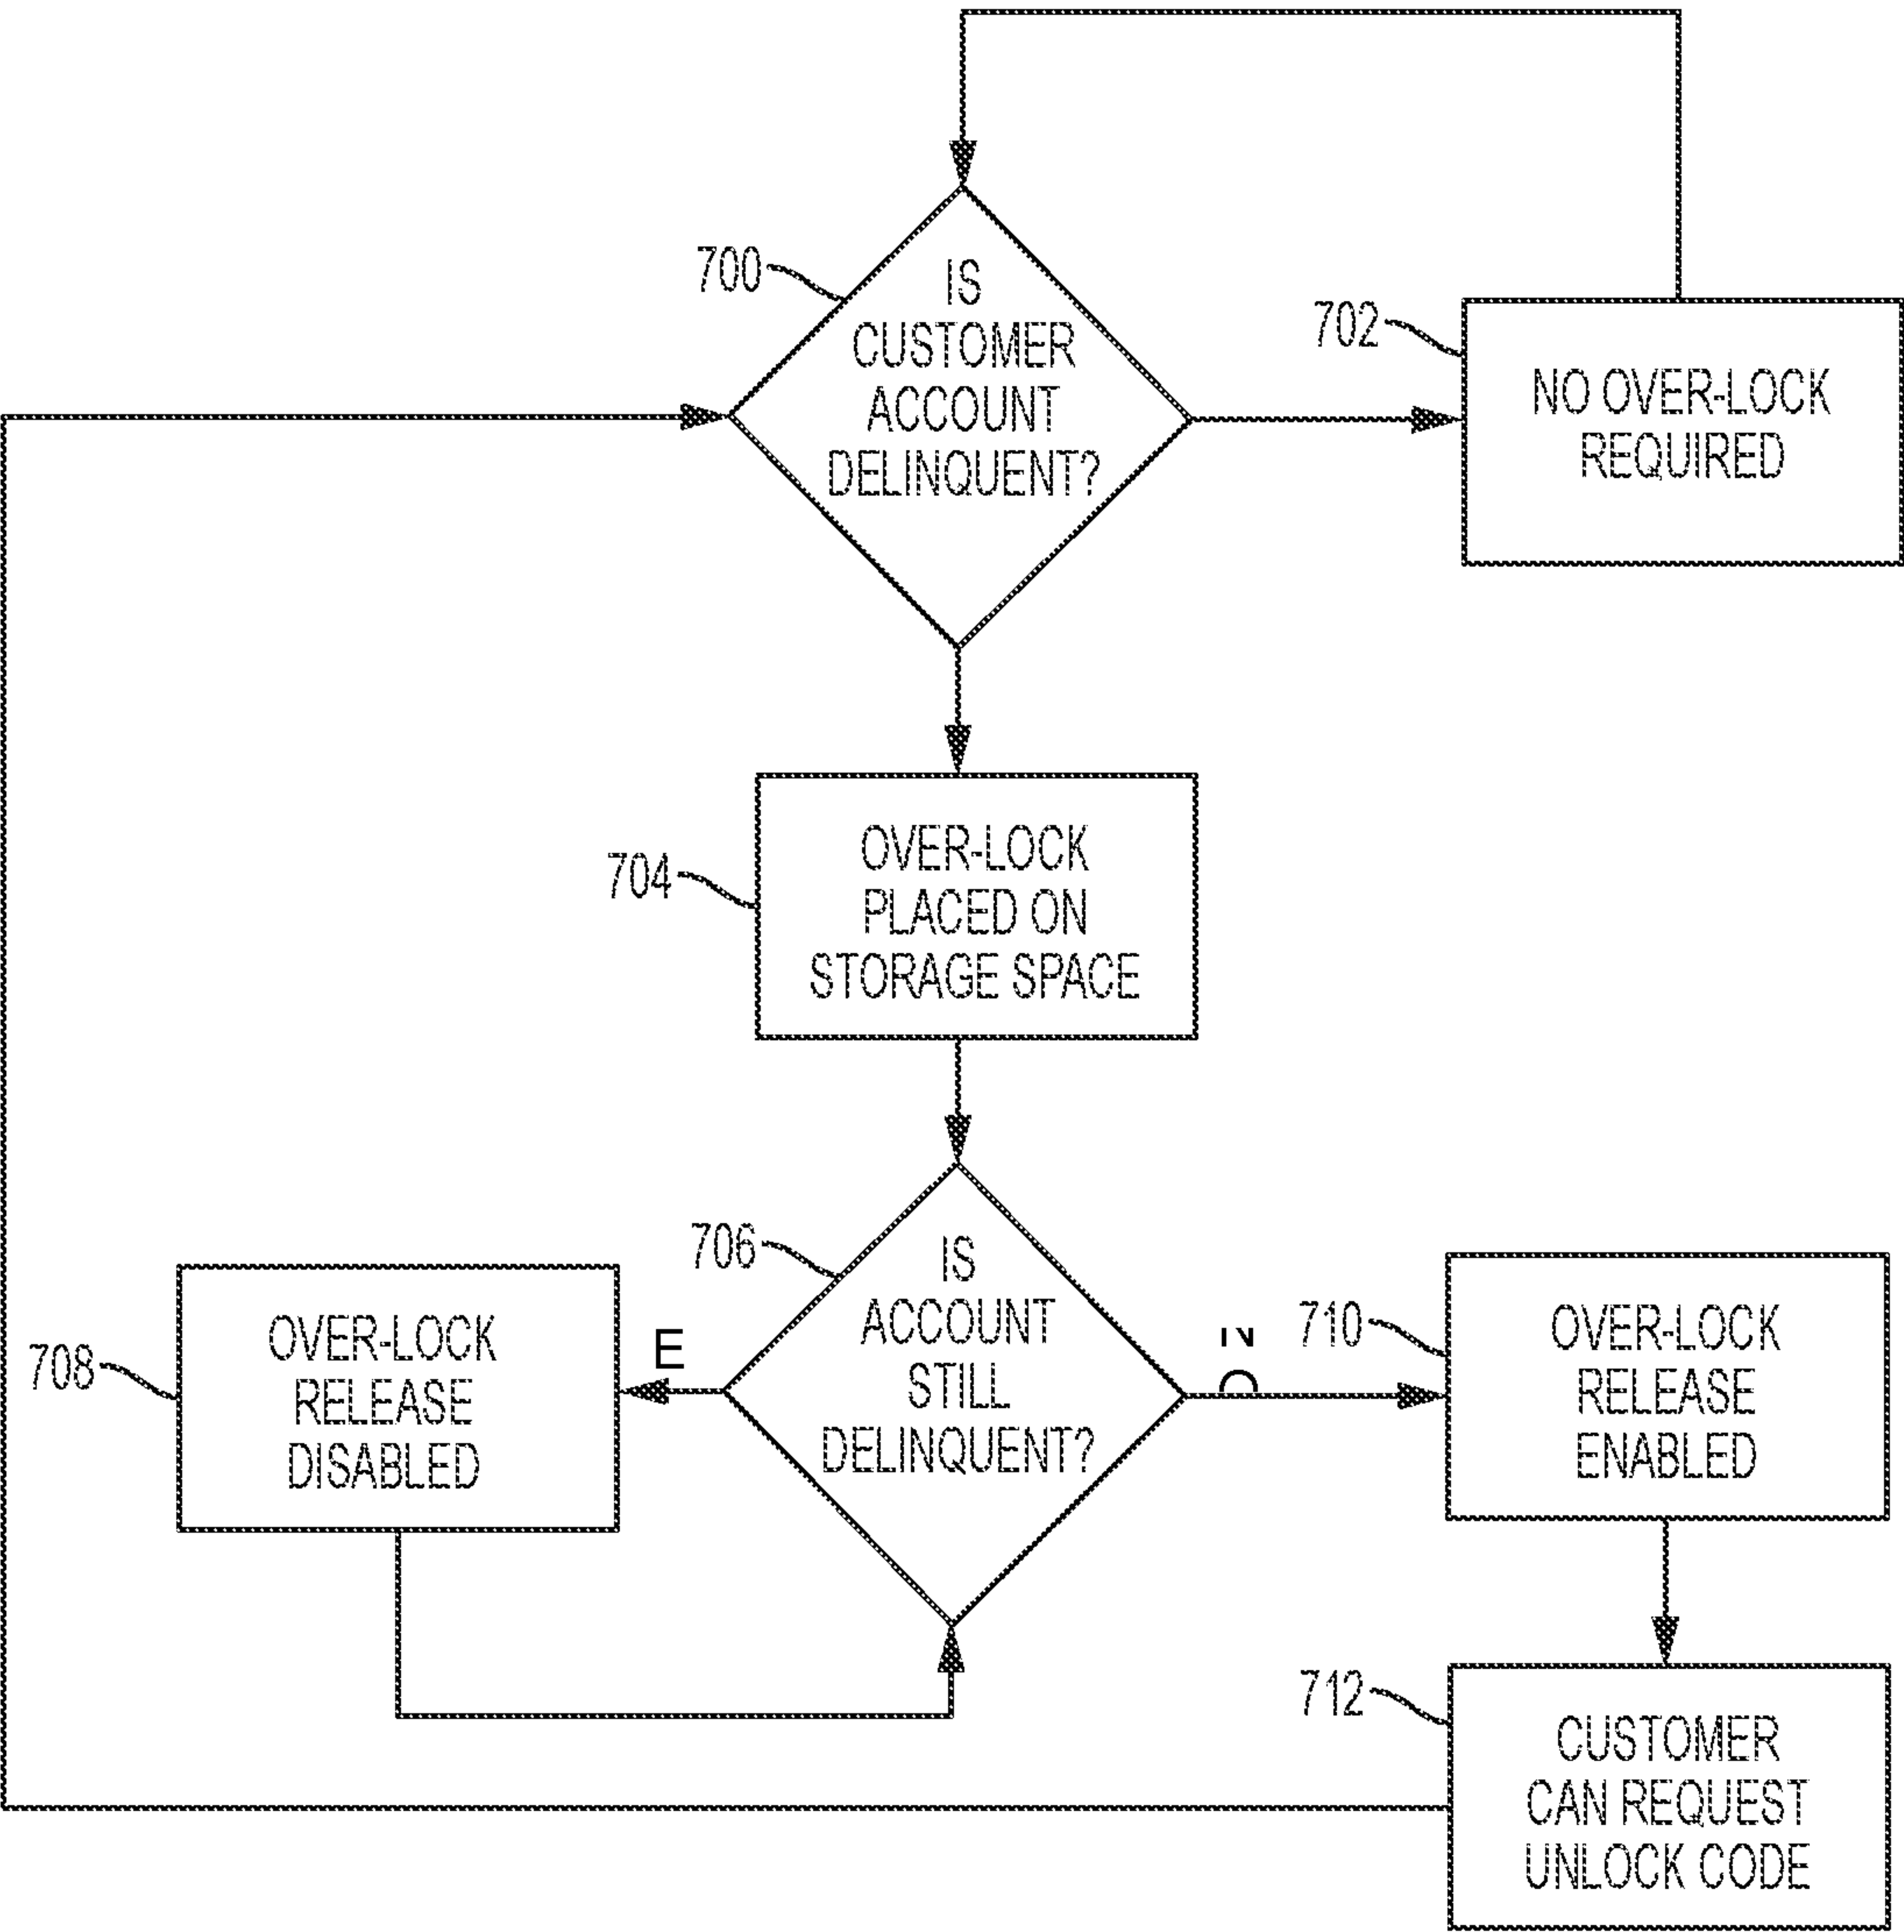 700
IS
CUSTOMER
ACCOUNT
DELINQUENT?
702
NO OVER-LOCK
REQUIRED
704
OVER-LOCK
PLACED ON
STORAGE SPACE
706
IS
ACCOUNT
STILL
DELINQUENT?
E
708
OVER-LOCK
RELEASE
DISABLED
710
OVER-LOCK
RELEASE
ENABLED
712
CUSTOMER
CAN REQUEST
UNLOCK CODE